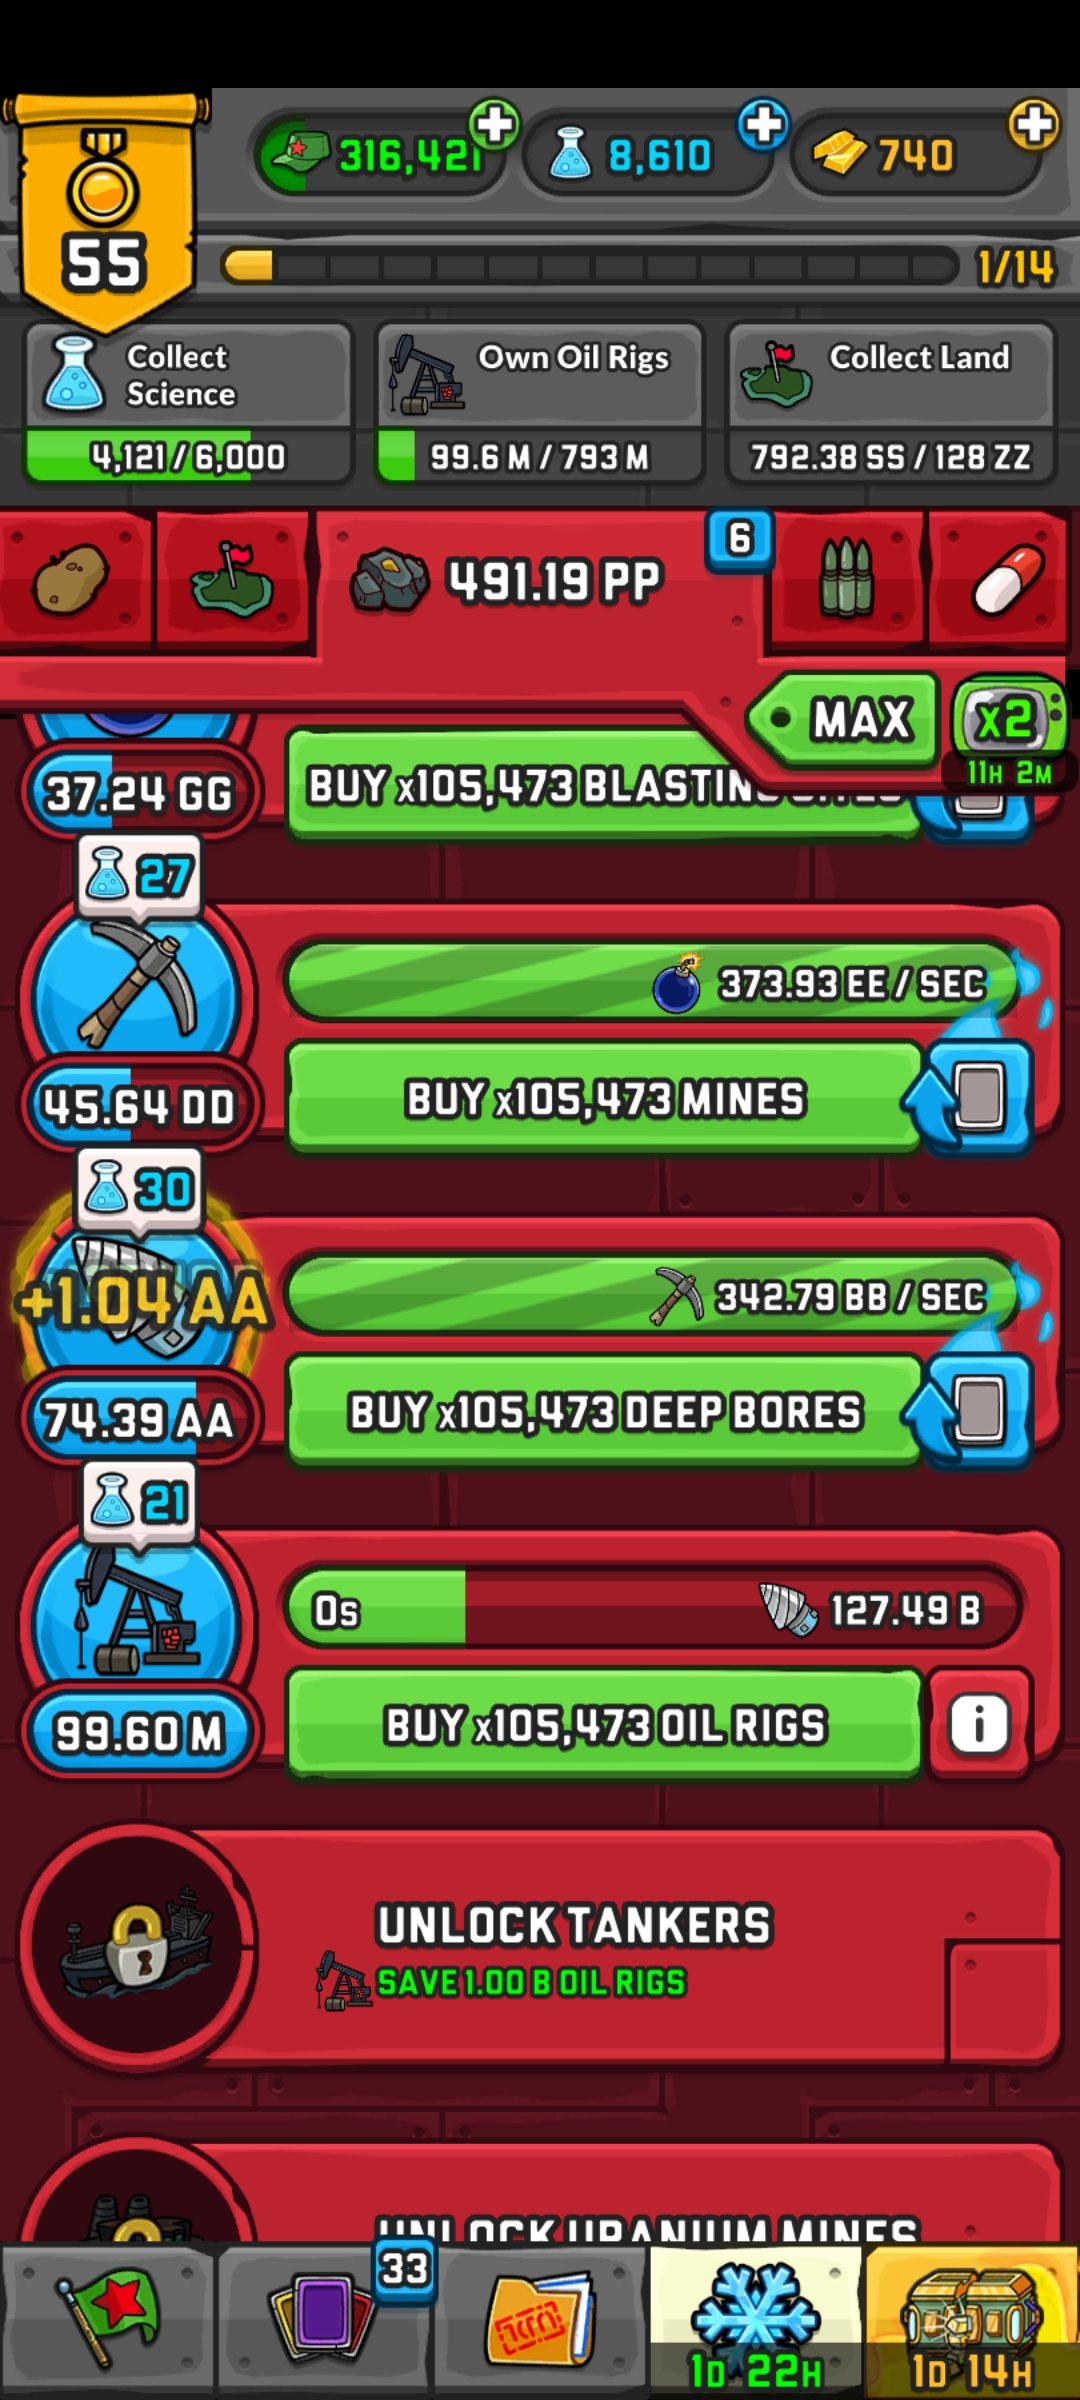 316,421
8,610
740
55
1/14
Collect
Science
4,121 / 6,000
Own Oil Rigs
99.6 M / 793 M
Collect Land
792.38 SS / 128 ZZ
491.19 PP
6
MAX
x2
11H 2M
37.24 GG
BUY x105,473
27
373.93 EE / SEC
45.64 DD
BUY x105,473 MINES
30
+1.04 AA
342.79 BB / SEC
74.39 AA
BUY x105,473 DEEP BORES
21
0s
127.49 B
99.60 M
BUY x105,473 OIL RIGS
i
UNLOCK TANKERS
SAVE 1.00 B OIL RIGS
UNLOCK URANIUM MINES
33
1D 22H
1D 14H